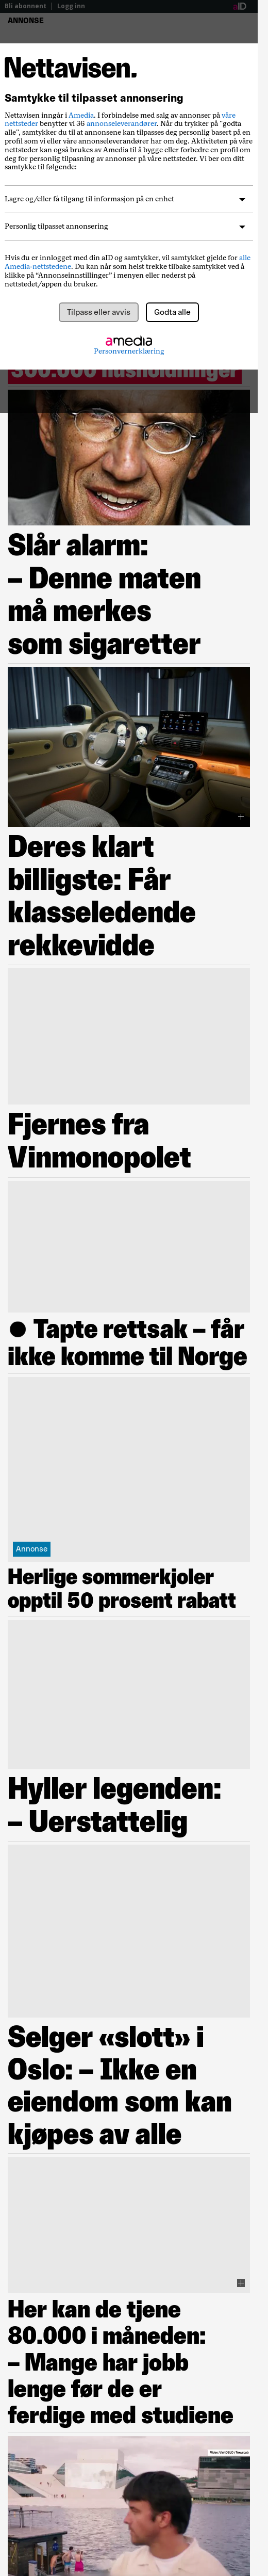 Bli abonnent | Logg inn
aID
ANNONSE
Nettavisen.
Samtykke til tilpasset annonsering
Nettavisen inngår i Amedia. I forbindelse med salg av annonser på våre
nettsteder benytter vi 36 annonseleverandører. Når du trykker på "godta
alle", samtykker du til at annonser kan tilpasses deg personlig basert på en
profil som vi eller våre annonseleverandører har om deg. Aktiviteten på våre
nettsteder kan også brukes av Amedia til å bygge eller forbedre en profil om
deg for personlig tilpasning av annonser på våre nettsteder. Vi ber om ditt
samtykke til følgende:
Lagre og/eller få tilgang til informasjon på en enhet
Personlig tilpasset annonsering
Hvis du er innlogget med din aID og samtykker, vil samtykket gjelde for alle
Amedia-nettstedene. Du kan når som helst trekke tilbake samtykket ved å
klikke på “Annonseinnstillinger” i menyen eller nederst på
nettstedet/appen du bruker.
Tilpass eller avvis
Godta alle
amedia
Personvernerklæring
300.000 husholdninger
Slår alarm:
– Denne maten
må merkes
som sigaretter
Deres klart
billigste: Får
klasseledende
rekkevidde
Fjernes fra
Vinmonopolet
● Tapte rettsak – får
ikke komme til Norge
Annonse
Herlige sommerkjoler
opptil 50 prosent rabatt
Hyller legenden:
– Uerstattelig
Selger «slott» i
Oslo: – Ikke en
eiendom som kan
kjøpes av alle
Her kan de tjene
80.000 i måneden:
– Mange har jobb
lenge før de er
ferdige med studiene